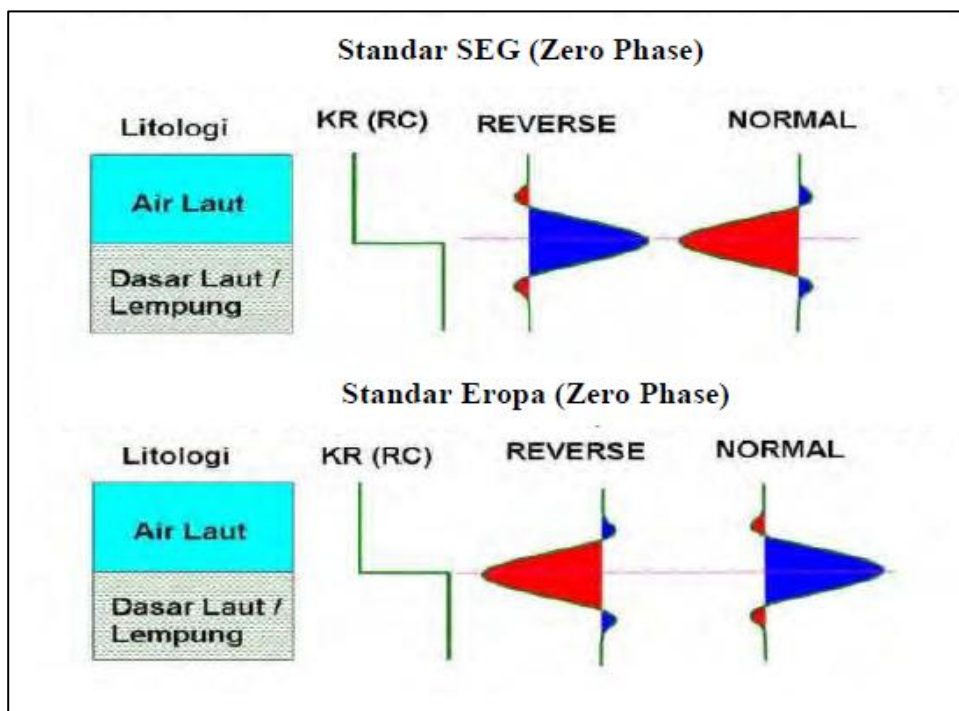 Standar SEG (Zero Phase)
Litologi
KR (RC)
REVERSE
NORMAL
Air Laut
Dasar Laut /
Lempung
Standar Eropa (Zero Phase)
Litologi
KR (RC)
REVERSE
NORMAL
Air Laut
Dasar Laut /
Lempung